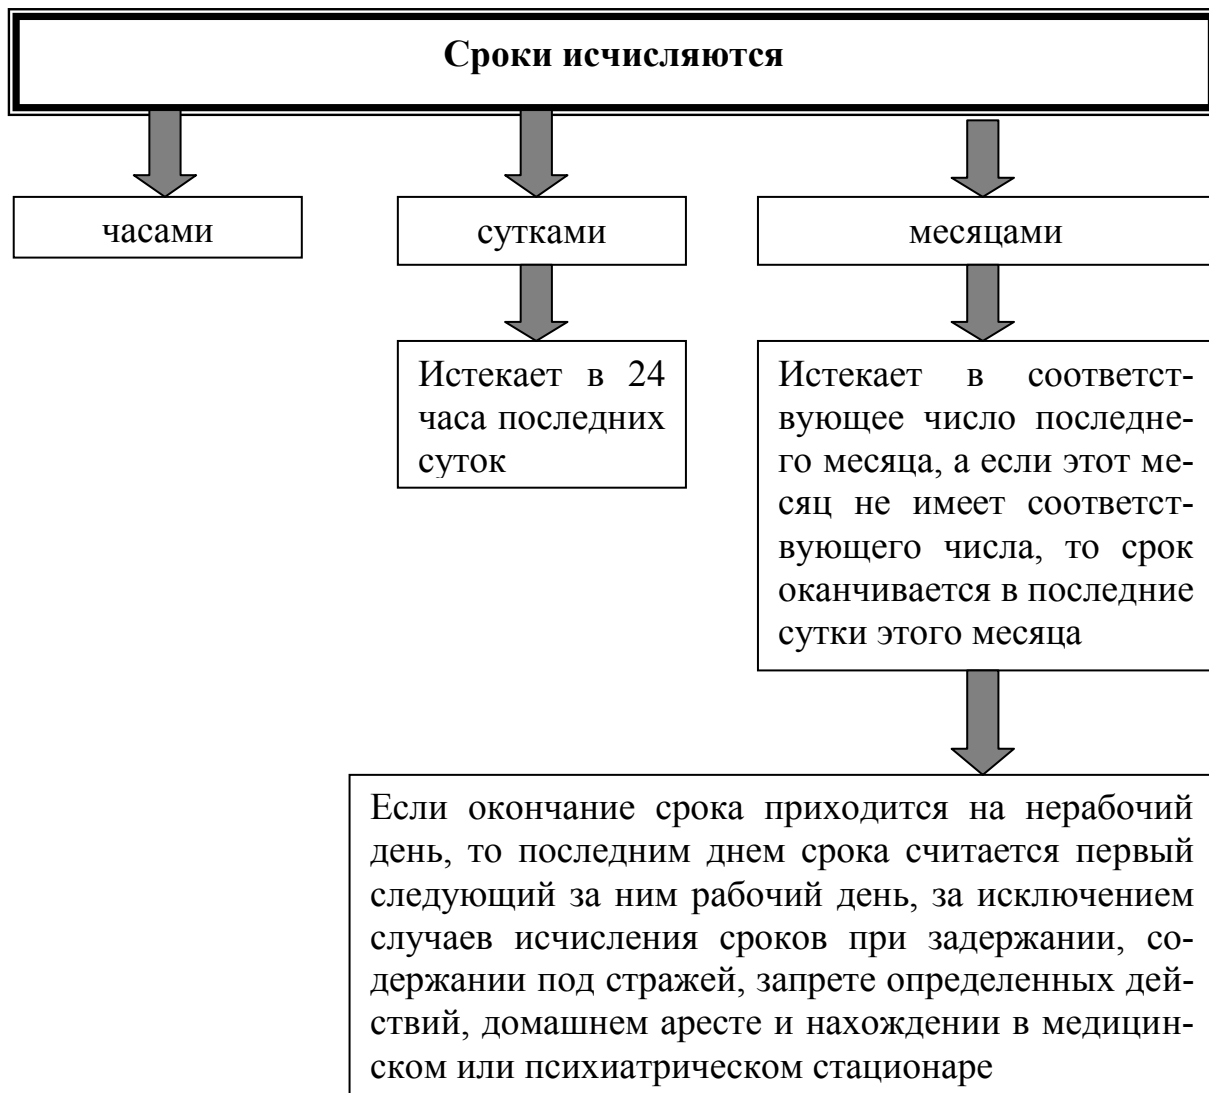 Сроки исчисляются
часами
сутками
месяцами
Истекает в 24
часа последних
суток
Истекает в соответст-
вующее число последне-
го месяца, а если этот ме-
сяц не имеет соответст-
вующего числа, то срок
оканчивается в последние
сутки этого месяца
Если окончание срока приходится на нерабочий
день, то последним днем срока считается первый
следующий за ним рабочий день, за исключением
случаев исчисления сроков при задержании, со-
держании под стражей, запрете определенных дей-
ствий, домашнем аресте и нахождении в медицин-
ском или психиатрическом стационаре